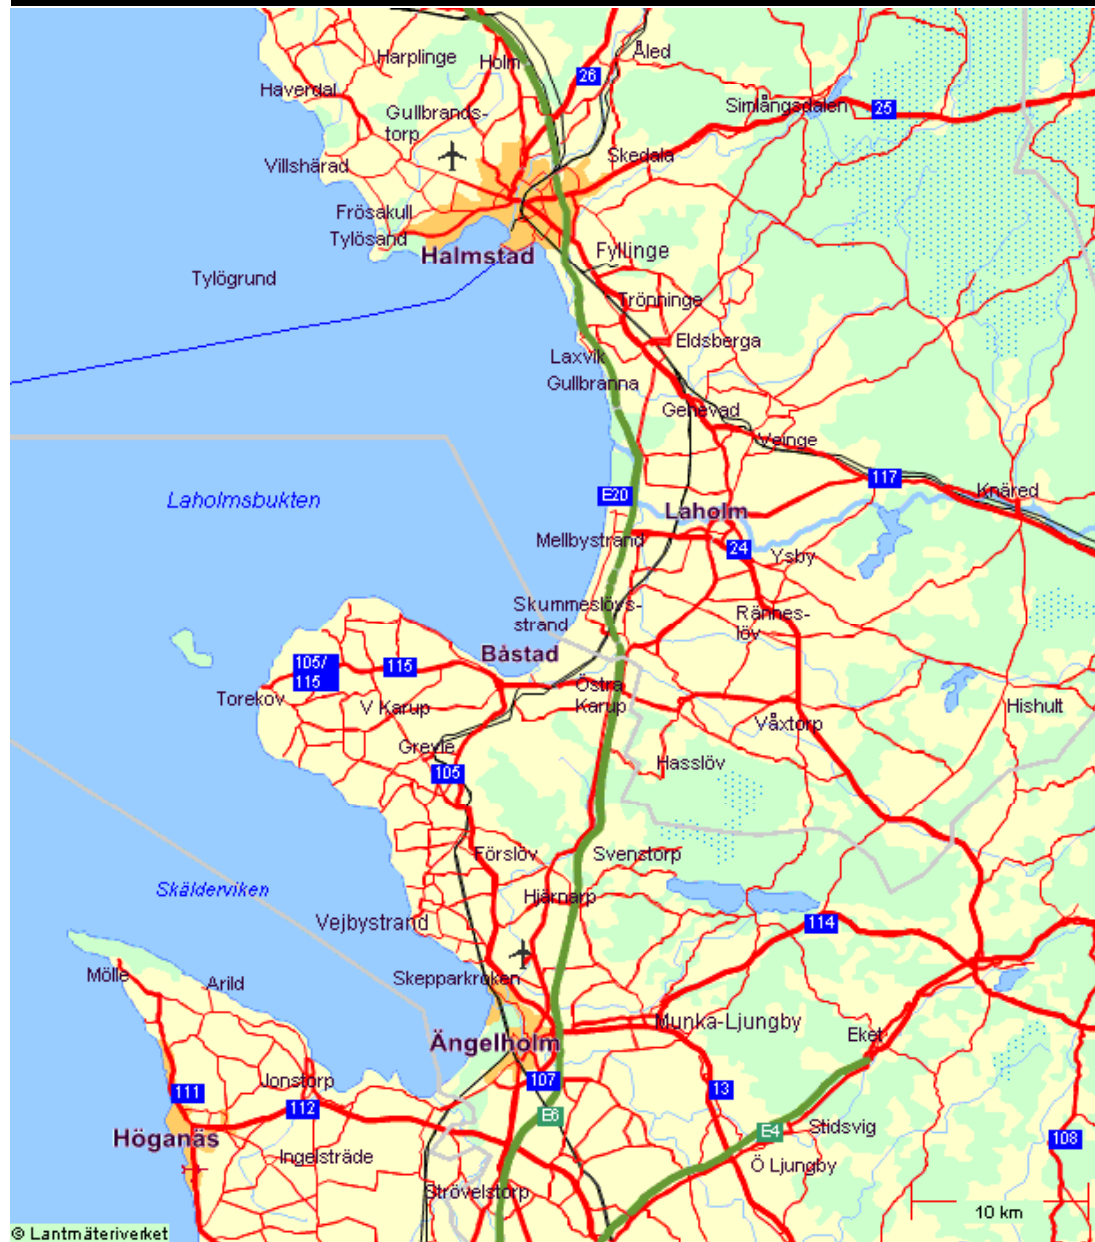 Harplinge
Holm
Åled
26
Haverdal
Simlångsdalen
25
Gullbrands-
torp
Skedala
Villshärad
Frösakull
Tylösand
Halmstad
Fyllinge
Tylögrund
Trönninge
Eldsberga
Laxvik
Gullbranna
Genevad
Veinge
117
Knäred
Laholmsbukten
E20
Laholm
Mellbystrand
24
Ysby
Skummeslövs-
strand
Ränneslöv
Båstad
105/
115
115
Torekov
V Karup
Östra
Karup
Hishult
Våxtorp
Grevie
105
Hasslöv
Förslöv
Svenstorp
Skälderviken
Hjärnarp
Vejbystrand
114
Mölle
Arild
Skepparkroken
Munka-Ljungby
Eket
Ängelholm
Jonstorp
107
13
111
112
E6
E4
Stidsvig
Höganäs
108
Ingelsträde
Ö Ljungby
Strövelstorp
10 km
© Lantmäteriverket